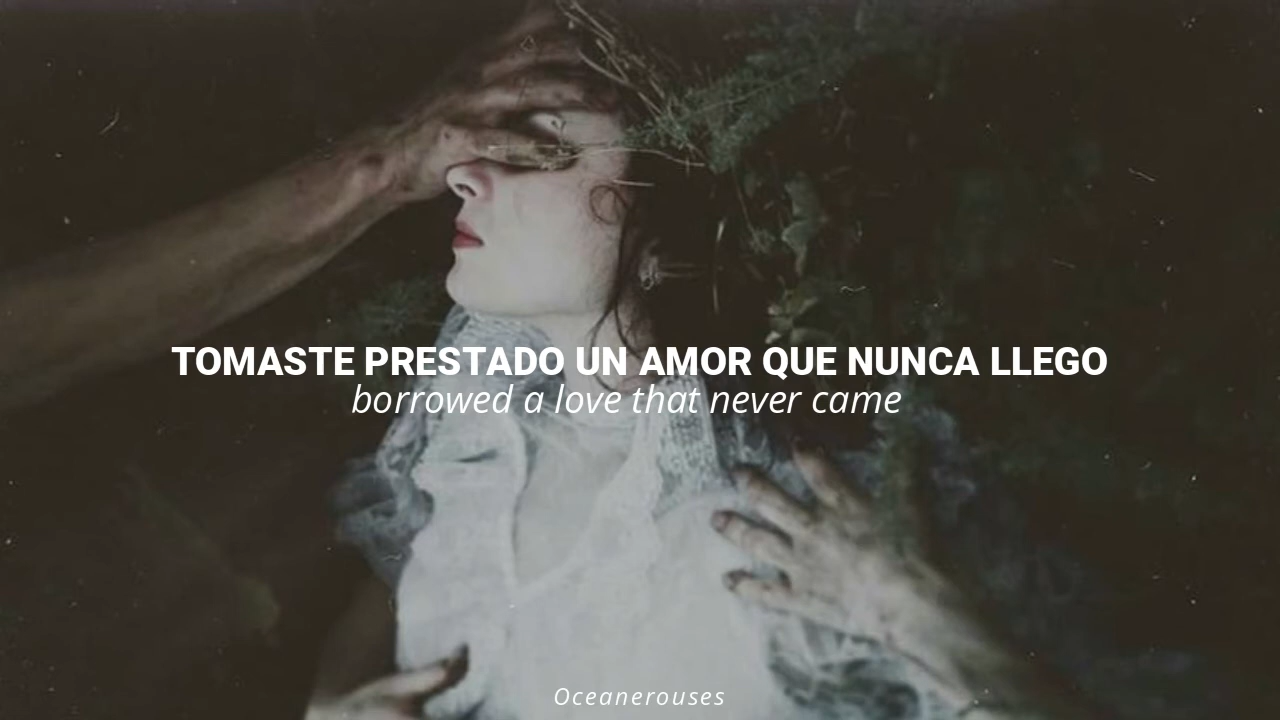 TOMASTE PRESTADO UN AMOR QUE NUNCA LLEGO
borrowed a love that never came
Oceanerouses